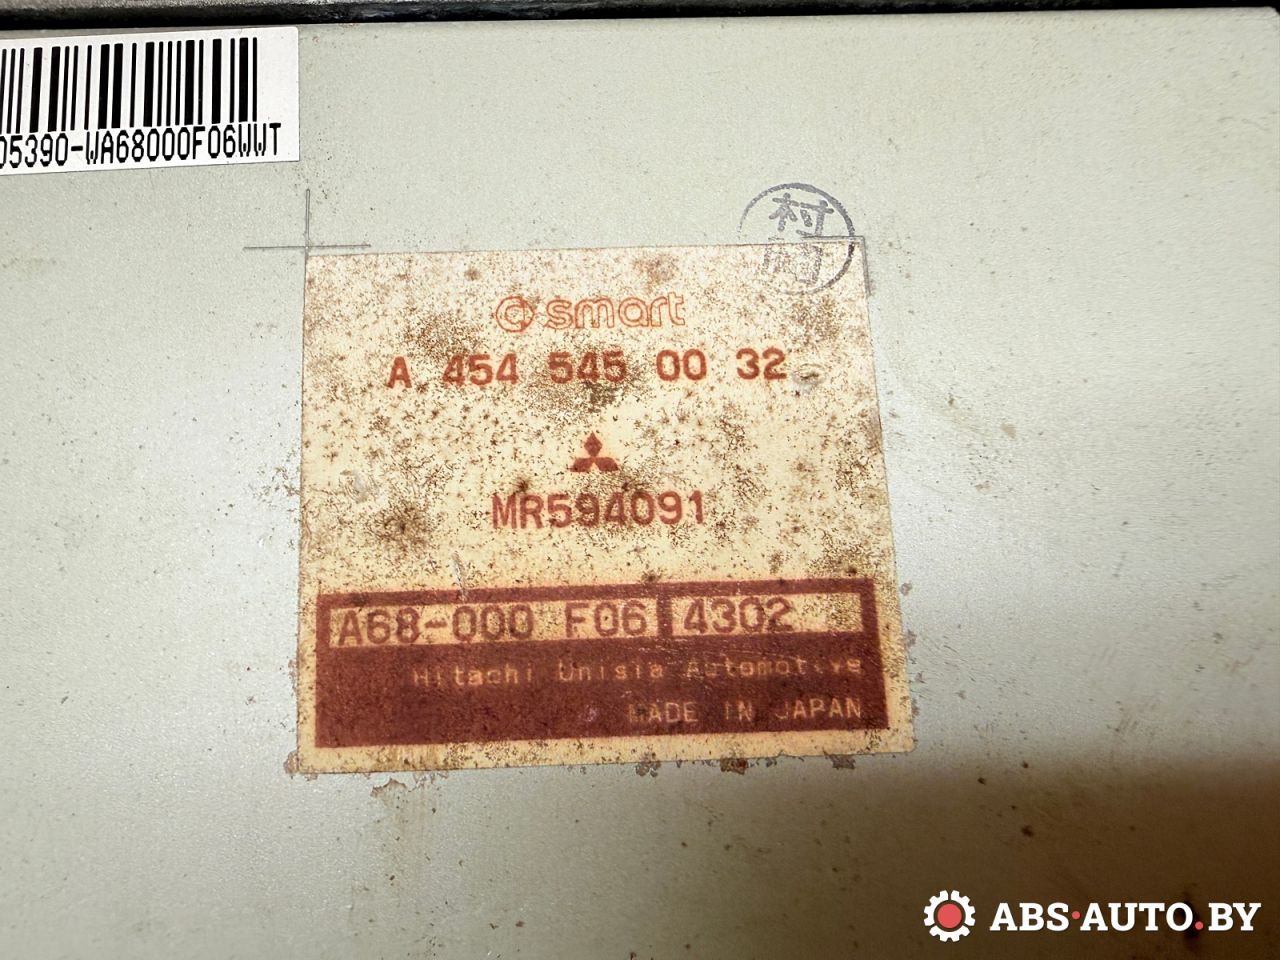 05390-WA68000F06WWT
村
smart
A 454 545 00 32
MR594091
A68-000 F06 4302
Hitachi Unisia Automotive
MADE IN JAPAN
ABS·AUTO.BY